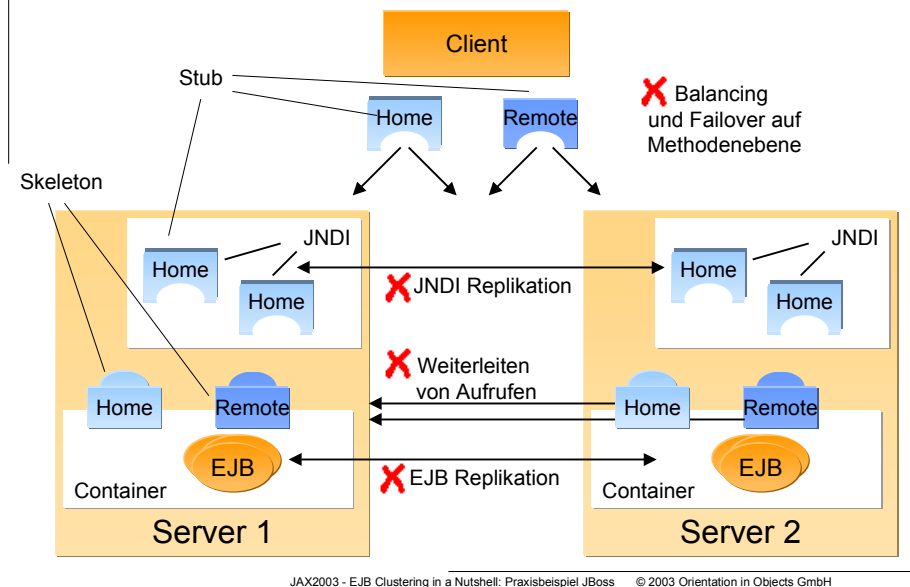 Client
Stub
Home
Remote
Balancing
und Failover auf
Methodenebene
Skeleton
JNDI
Home
Home
JNDI Replikation
JNDI
Home
Home
Weiterleiten
von Aufrufen
Home
Remote
Home
Remote
EJB
Container
EJB Replikation
EJB
Container
Server 1
Server 2
JAX2003 - EJB Clustering in a Nutshell: Praxisbeispiel JBoss © 2003 Orientation in Objects GmbH